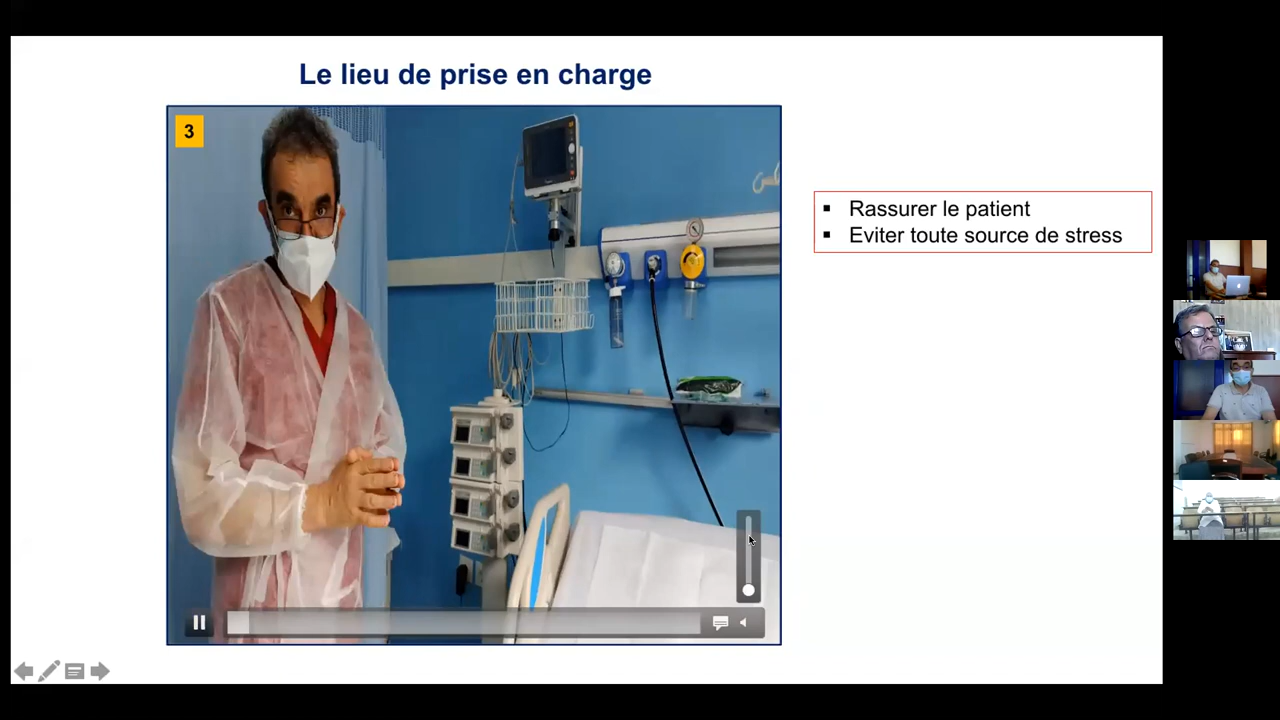 Le lieu de prise en charge
3
▪ Rassurer le patient
▪ Eviter toute source de stress